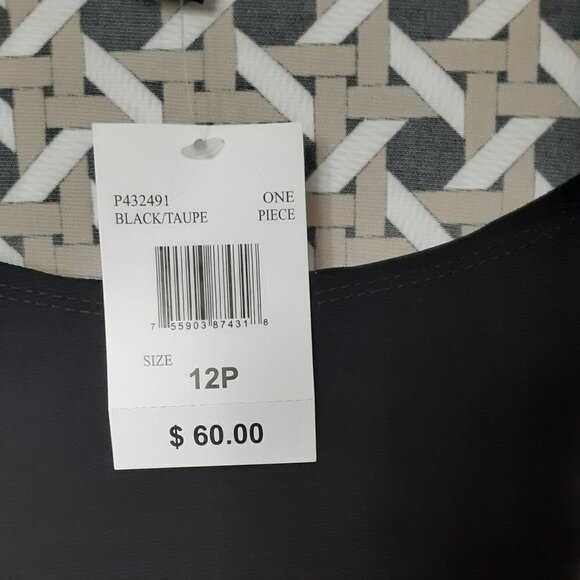 P432491 ONE
BLACK/TAUPE PIECE
7 55903 87431 8
SIZE
12P
$ 60.00